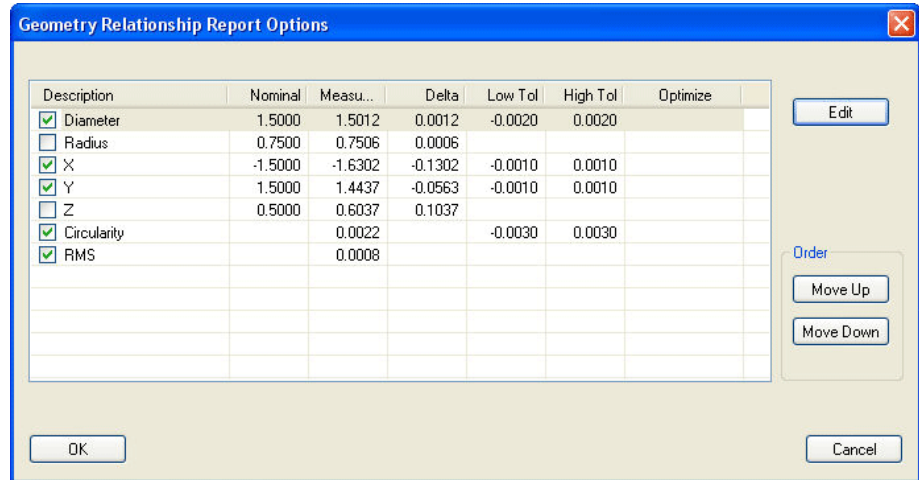 Geometry Relationship Report Options
Description Nominal Measu... Delta Low Tol High Tol Optimize
Diameter 1.5000 1.5012 0.0012 -0.0020 0.0020
Radius 0.7500 0.7506 0.0006
X -1.5000 -1.6302 -0.1302 -0.0010 0.0010
Y 1.5000 1.4437 -0.0563 -0.0010 0.0010
Z 0.5000 0.6037 0.1037
Circularity 0.0022 -0.0030 0.0030
RMS 0.0008
Edit
Order
Move Up
Move Down
OK
Cancel